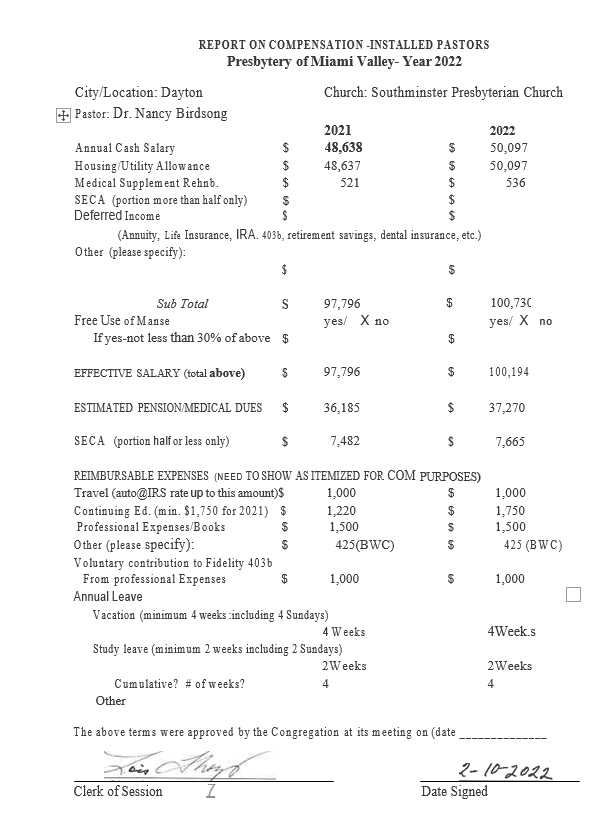 REPORT ON COMPENSATION -INSTALLED PASTORS
Presbytery of Miami Valley- Year 2022
City/Location: Dayton Church: Southminster Presbyterian Church
Pastor: Dr. Nancy Birdsong
2021 2022
Annual Cash Salary $ 48,638 $ 50,097
Housing/Utility Allowance $ 48,637 $ 50,097
Medical Supplement Rehnb. $ 521 $ 536
SECA (portion more than half only) $ $
Deferred Income $ $
(Annuity, Life Insurance, IRA. 403b, retirement savings, dental insurance, etc.)
Other (please specify):
$ $
Sub Total S 97,796 $ 100,730
Free Use of Manse yes/ X no yes/ X no
If yes-not less than 30% of above $ $
EFFECTIVE SALARY (total above) $ 97,796 $ 100,194
ESTIMATED PENSION/MEDICAL DUES $ 36,185 $ 37,270
SECA (portion half or less only) $ 7,482 $ 7,665
REIMBURSABLE EXPENSES (NEED TO SHOW AS ITEMIZED FOR COM PURPOSES)
Travel (auto@IRS rate up to this amount)$ 1,000 $ 1,000
Continuing Ed. (min. $1,750 for 2021) $ 1,220 $ 1,750
Professional Expenses/Books $ 1,500 $ 1,500
Other (please specify): $ 425(BWC) $ 425 (BWC)
Voluntary contribution to Fidelity 403b
From professional Expenses $ 1,000 $ 1,000
Annual Leave
Vacation (minimum 4 weeks :including 4 Sundays)
4 Weeks 4Week.s
Study leave (minimum 2 weeks including 2 Sundays)
2Weeks 2Weeks
Cumulative? # of weeks? 4 4
Other
The above terms were approved by the Congregation at its meeting on (date ______________
Lois 2-10-2022
Clerk of Session Date Signed